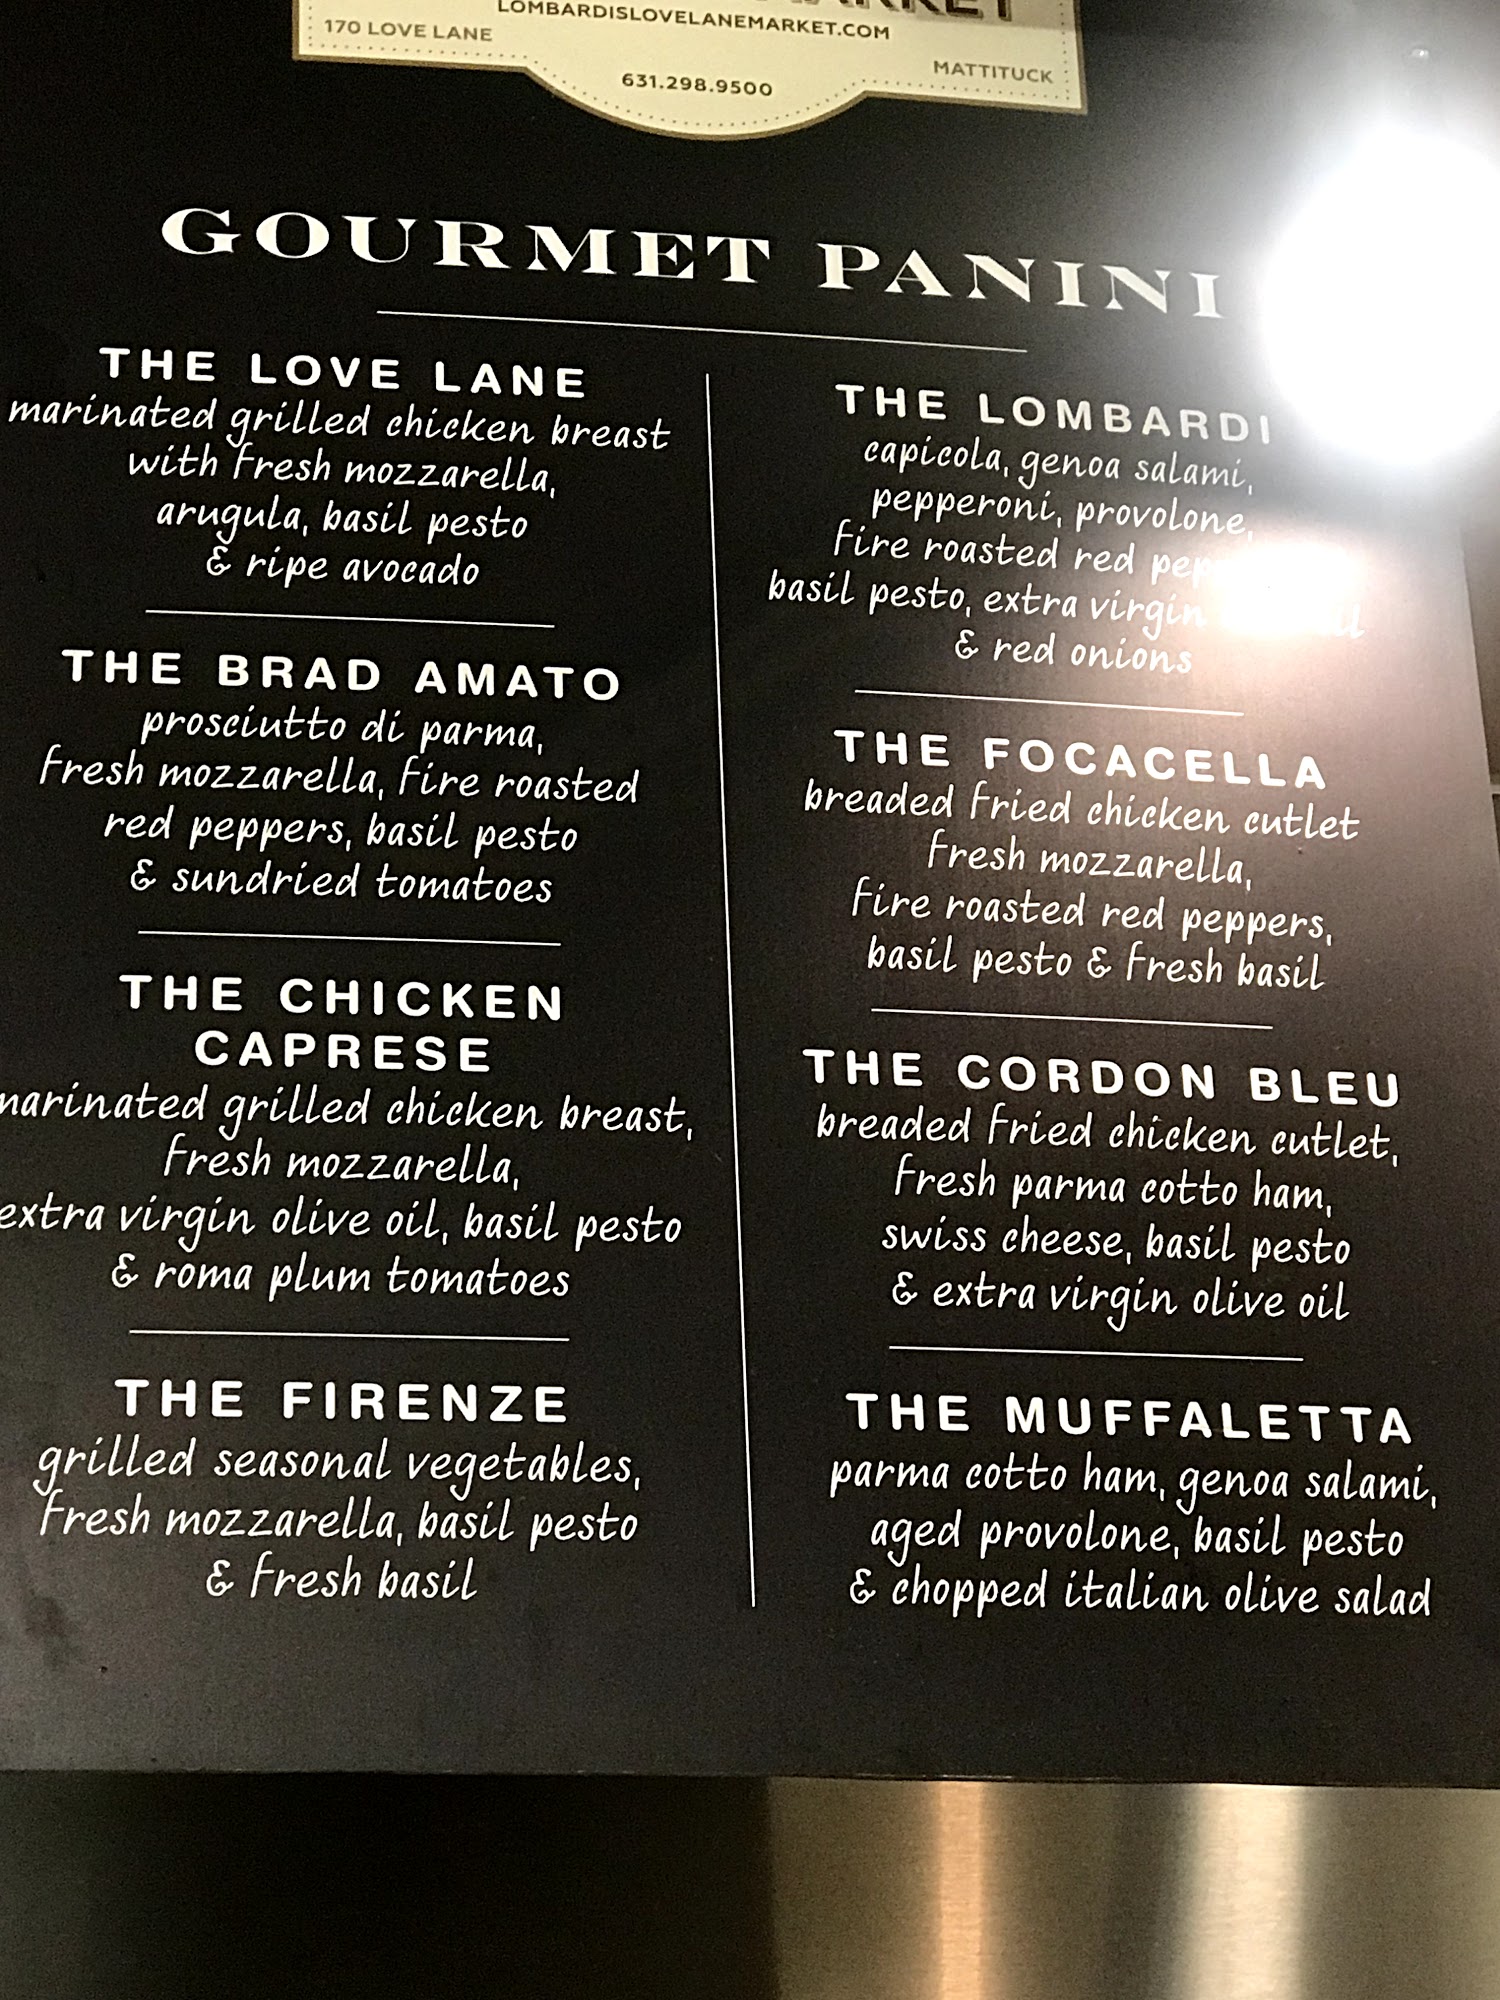 LOMBARDISLOVELANEMARKET.COM
170 LOVE LANE
MATTITUCK
631.298.9500
GOURMET PANINI
THE LOVE LANE
marinated grilled chicken breast
with fresh mozzarella,
arugula, basil pesto
& ripe avocado
THE BRAD AMATO
prosciutto di parma,
fresh mozzarella, fire roasted
red peppers, basil pesto
& sundried tomatoes
THE CHICKEN
CAPRESE
marinated grilled chicken breast,
fresh mozzarella,
extra virgin olive oil, basil pesto
& roma plum tomatoes
THE FIRENZE
grilled seasonal vegetables,
fresh mozzarella, basil pesto
& fresh basil
THE LOMBARDI
capicola, genoa salami,
pepperoni, provolone,
fire roasted red
basil pesto, extra virgin
& red onions
THE FOCACELLA
breaded fried chicken cutlet
fresh mozzarella,
fire roasted red peppers,
basil pesto & fresh basil
THE CORDON BLEU
breaded fried chicken cutlet,
fresh parma cotto ham,
swiss cheese, basil pesto
& extra virgin olive oil
THE MUFFALETTA
parma cotto ham, genoa salami,
aged provolone, basil pesto
& chopped italian olive salad